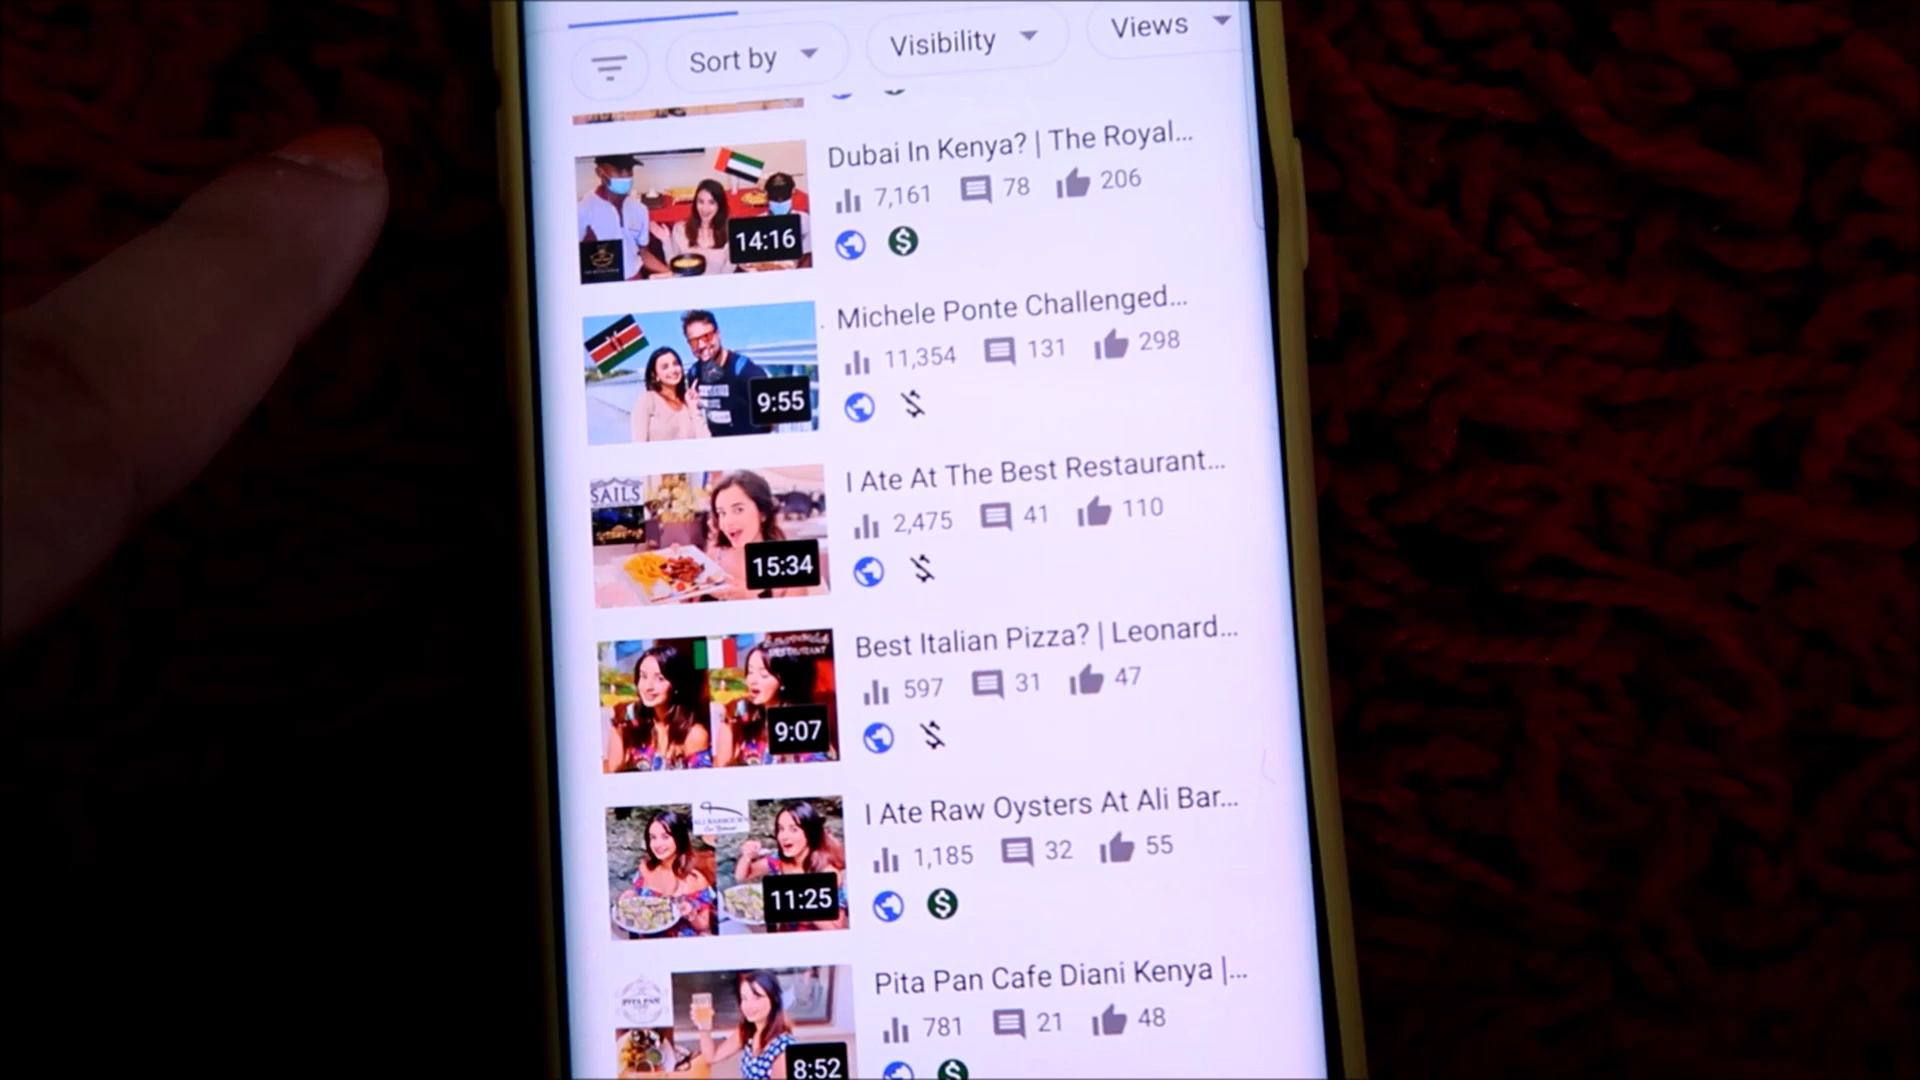 Sort by
Visibility
Views
Dubai In Kenya? | The Royal...
7,161 78 206
14:16
Michele Ponte Challenged...
11,354 131 298
9:55
I Ate At The Best Restaurant...
2,475 41 110
SAILS
15:34
Best Italian Pizza? | Leonard...
597 31 47
9:07
I Ate Raw Oysters At Ali Bar...
1,185 32 55
11:25
Pita Pan Cafe Diani Kenya |...
781 21 48
PITA PAN
8:52